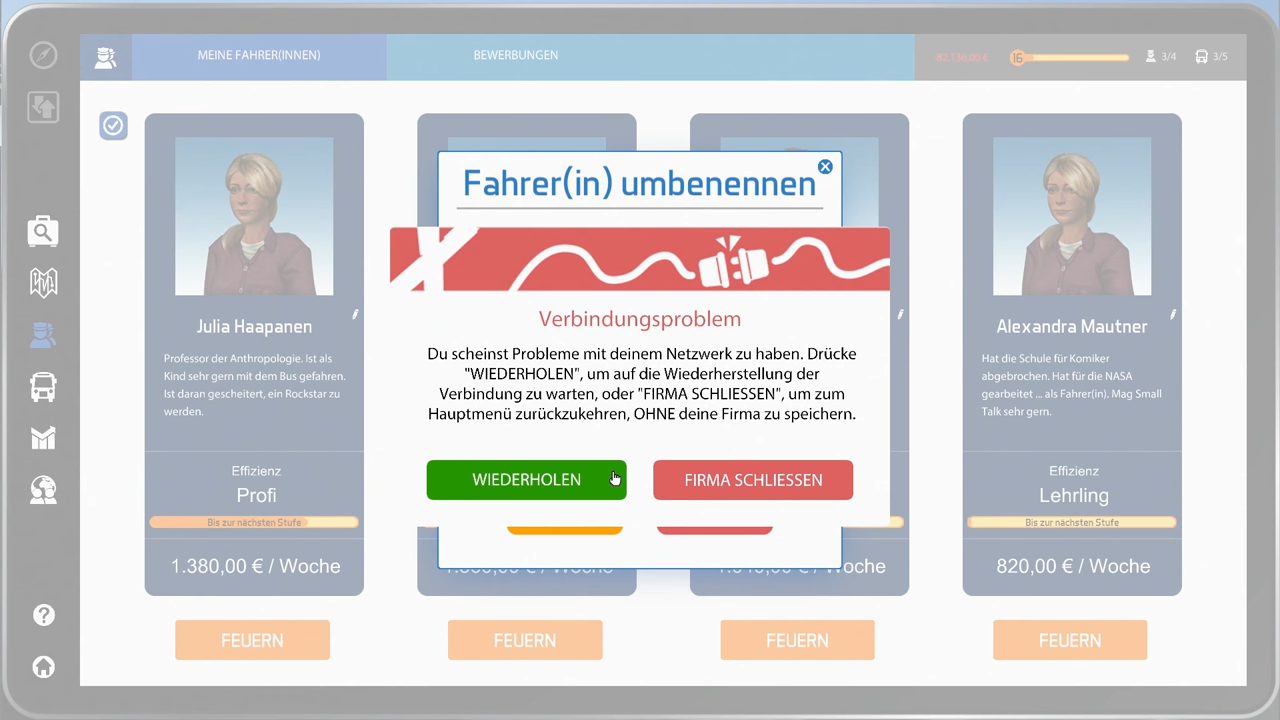 MEINE FAHRER(INNEN)
BEWERBUNGEN
16
3/4
3/5
Fahrer(in) umbenennen
Verbindungsproblem
Du scheinst Probleme mit deinem Netzwerk zu haben. Drücke
"WIEDERHOLEN", um auf die Wiederherstellung der
Verbindung zu warten, oder "FIRMA SCHLIESSEN", um zum
Hauptmenü zurückzukehren, OHNE deine Firma zu speichern.
WIEDERHOLEN
FIRMA SCHLIESSEN
Julia Haapanen
Professor der Anthropologie. Ist als
Kind sehr gern mit dem Bus gefahren.
Ist daran gescheitert, ein Rockstar zu
werden.
Effizienz
Profi
Bis zur nächsten Stufe
1.380,00 € / Woche
FEUERN
FEUERN
Woche
FEUERN
Alexandra Mautner
Hat die Schule für Komiker
abgebrochen. Hat für die NASA
gearbeitet ... als Fahrer(in). Mag Small
Talk sehr gern.
Effizienz
Lehrling
Bis zur nächsten Stufe
820,00 € / Woche
FEUERN